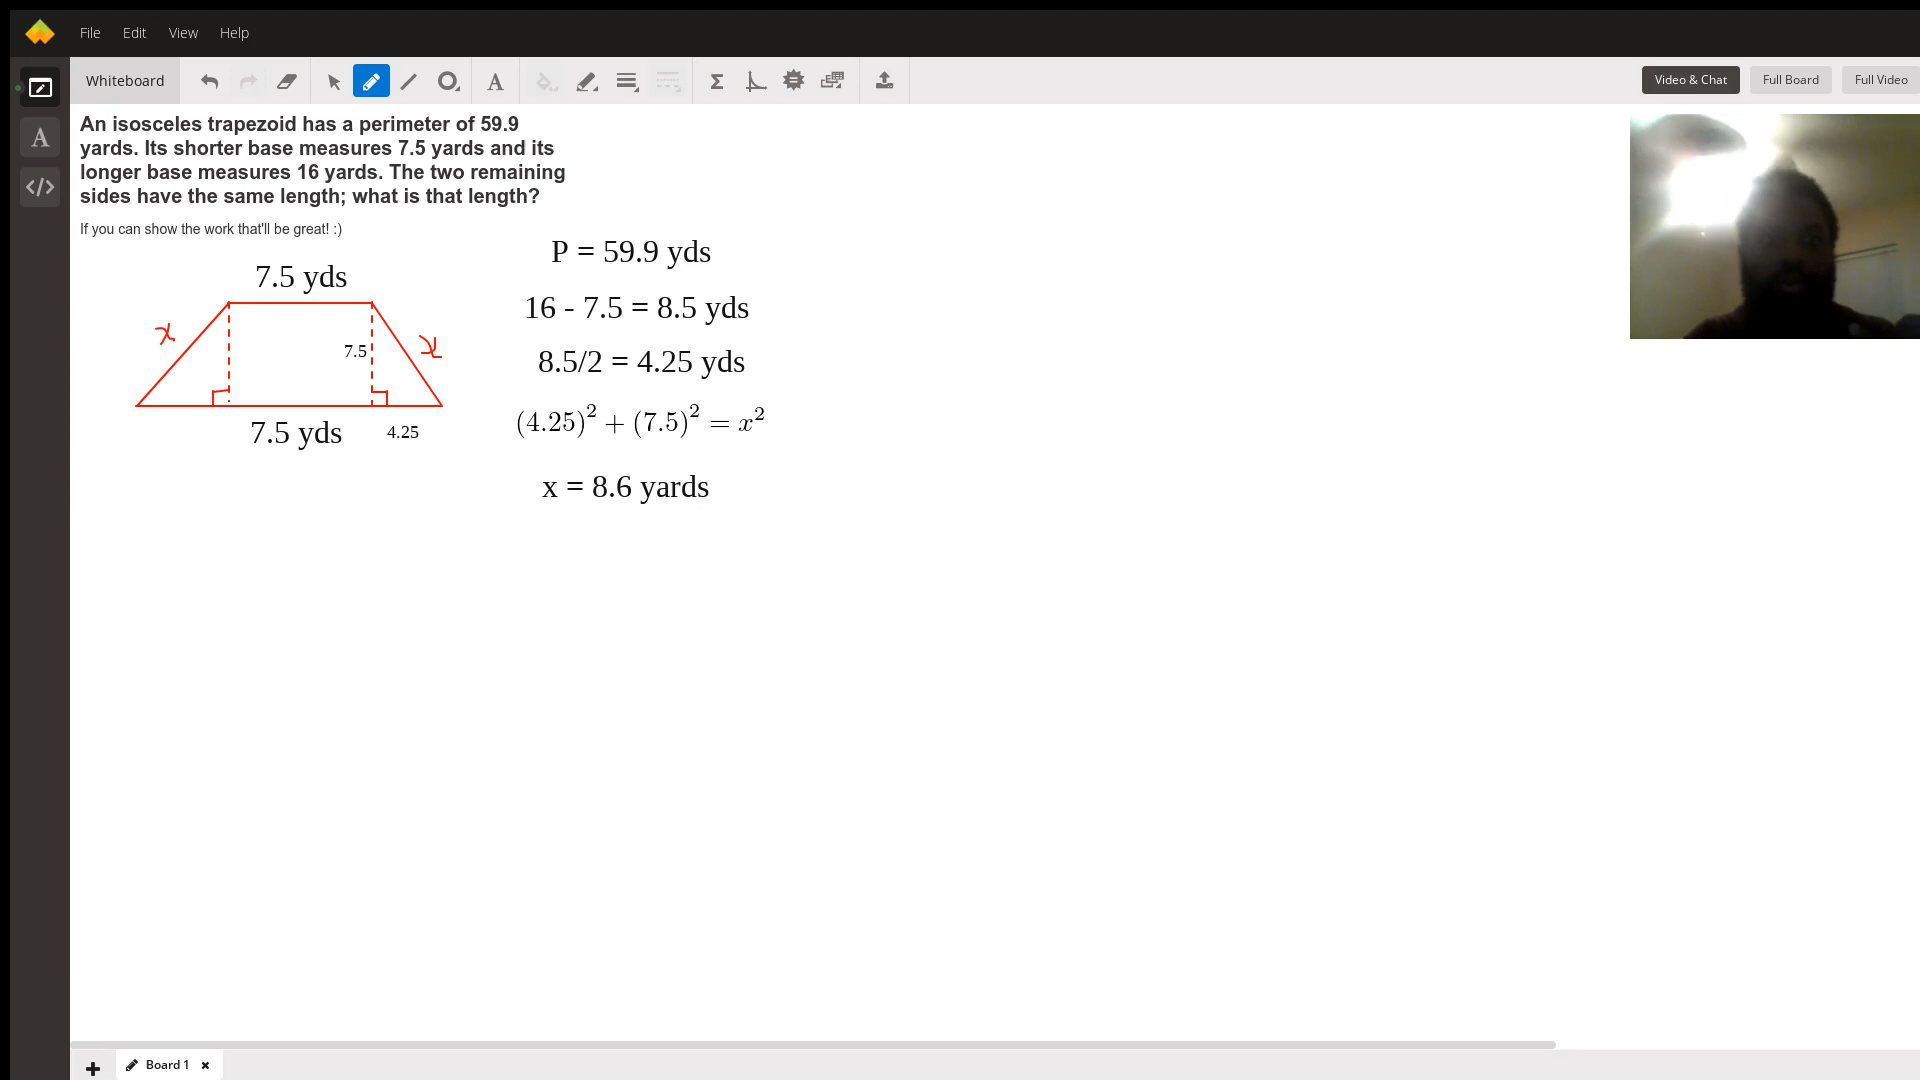 File Edit View Help
Whiteboard
A
Σ
Video & Chat
Full Board
Full Video
A
</>
An isosceles trapezoid has a perimeter of 59.9
yards. Its shorter base measures 7.5 yards and its
longer base measures 16 yards. The two remaining
sides have the same length; what is that length?
If you can show the work that'll be great! :)
7.5 yds
x
x
7.5
7.5 yds
4.25
P = 59.9 yds
16 - 7.5 = 8.5 yds
8.5/2 = 4.25 yds
(4.25)² + (7.5)² = x²
x = 8.6 yards
Board 1